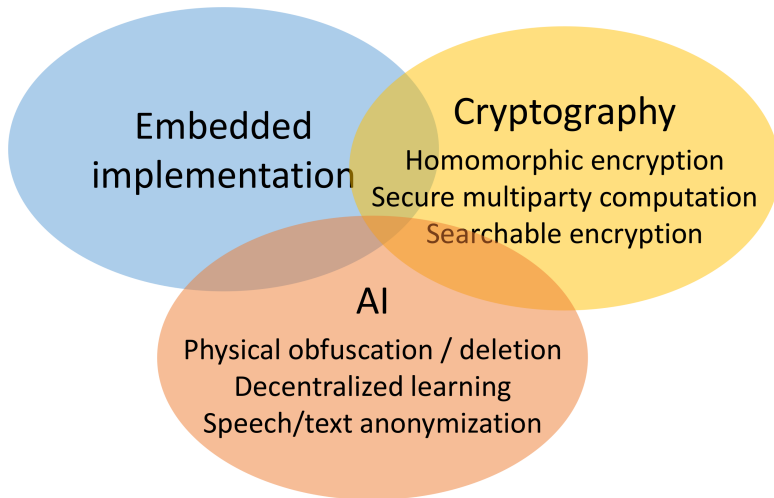 Embedded
implementation
Cryptography
Homomorphic encryption
Secure multiparty computation
Searchable encryption
AI
Physical obfuscation / deletion
Decentralized learning
Speech/text anonymization